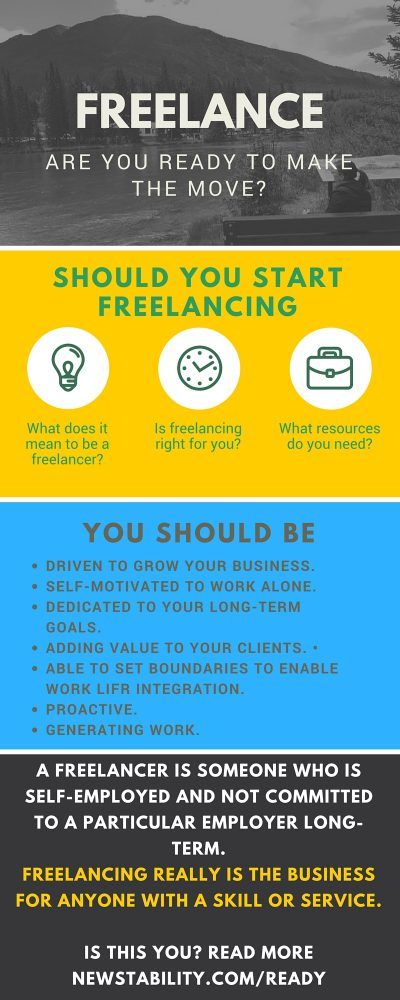 FREELANCE
ARE YOU READY TO MAKE
THE MOVE?
SHOULD YOU START
FREELANCING
What does it
mean to be a
freelancer?
Is freelancing
right for you?
What resources
do you need?
YOU SHOULD BE
• DRIVEN TO GROW YOUR BUSINESS.
• SELF-MOTIVATED TO WORK ALONE.
• DEDICATED TO YOUR LONG-TERM
GOALS.
• ADDING VALUE TO YOUR CLIENTS. •
• ABLE TO SET BOUNDARIES TO ENABLE
WORK LIFR INTEGRATION.
• PROACTIVE.
• GENERATING WORK.
A FREELANCER IS SOMEONE WHO IS
SELF-EMPLOYED AND NOT COMMITTED
TO A PARTICULAR EMPLOYER LONG-
TERM.
FREELANCING REALLY IS THE BUSINESS
FOR ANYONE WITH A SKILL OR SERVICE.
IS THIS YOU? READ MORE
NEWSTABILITY.COM/READY